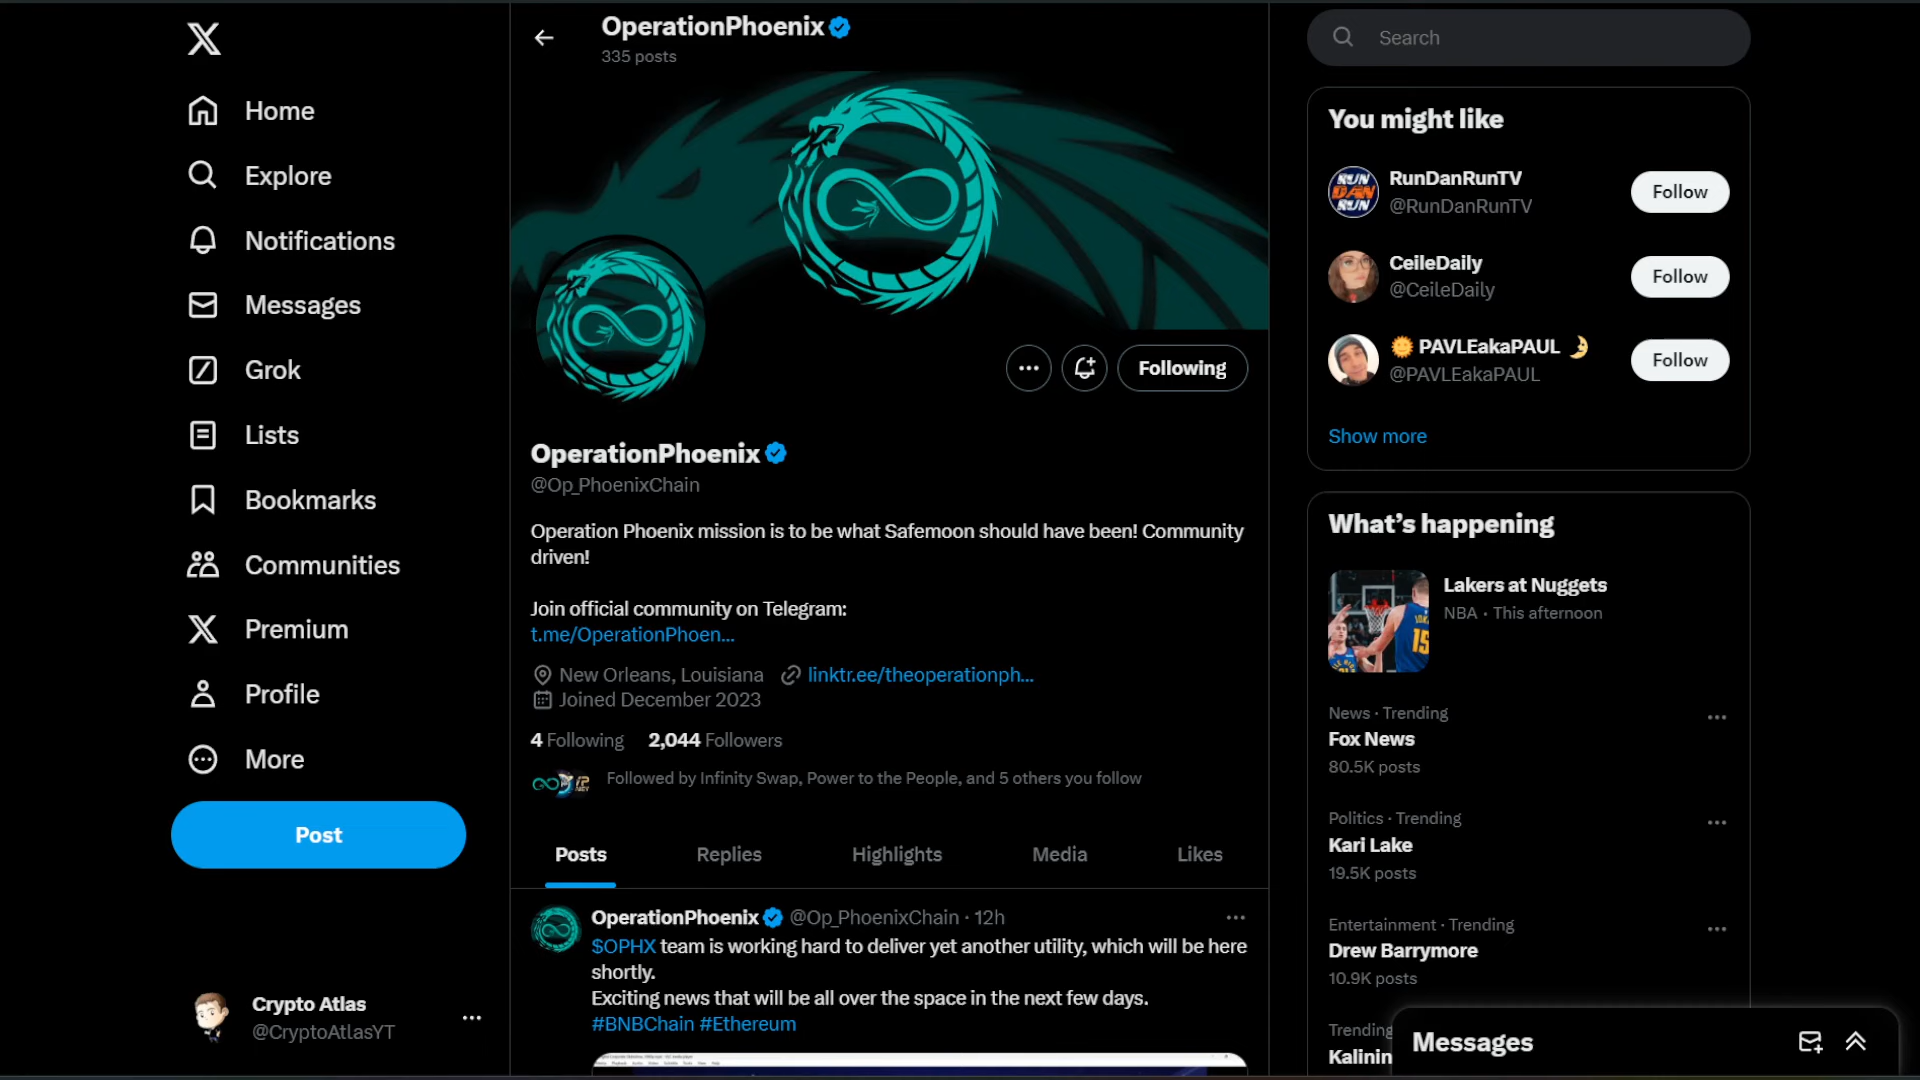 Home
Explore
Notifications
Messages
Grok
Lists
Bookmarks
Communities
Premium
Profile
More
Post
Crypto Atlas
@CryptoAtlasYT
OperationPhoenix
335 posts
Following
OperationPhoenix
@Op_PhoenixChain
Operation Phoenix mission is to be what Safemoon should have been! Community
driven!
Join official community on Telegram:
t.me/OperationPhoen…
New Orleans, Louisiana linktr.ee/theoperationph…
Joined December 2023
4 Following 2,044 Followers
Followed by Infinity Swap, Power to the People, and 5 others you follow
Posts Replies Highlights Media Likes
OperationPhoenix @Op_PhoenixChain · 12h
$OPHX team is working hard to deliver yet another utility, which will be here
shortly.
Exciting news that will be all over the space in the next few days.
#BNBChain #Ethereum
Search
You might like
RUN
DAN
RUN
RunDanRunTV
@RunDanRunTV
Follow
CeileDaily
@CeileDaily
Follow
🌞 PAVLEakaPAUL 🌛
@PAVLEakaPAUL
Follow
Show more
What's happening
15
Lakers at Nuggets
NBA · This afternoon
News · Trending
Fox News
80.5K posts
Politics · Trending
Kari Lake
19.5K posts
Entertainment · Trending
Drew Barrymore
10.9K posts
Trending
Kalinin
Messages